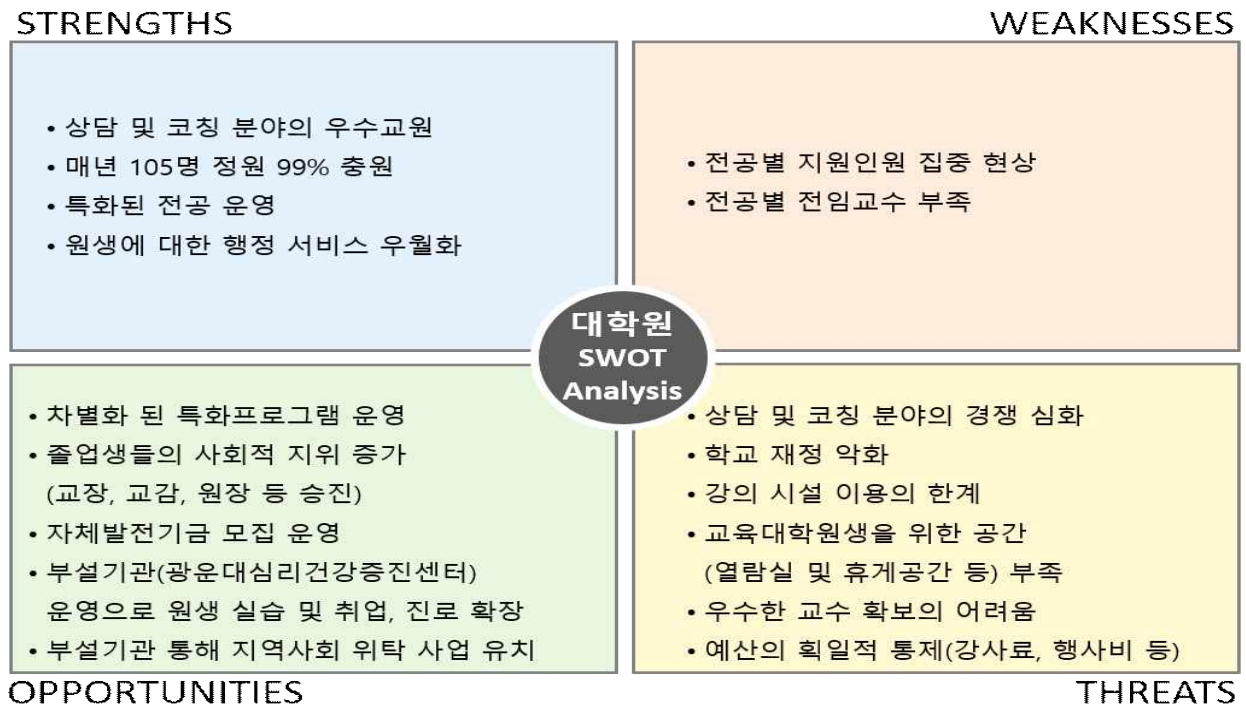 STRENGTHS
• 상담 및 코칭 분야의 우수교원
• 매년 105명 정원 99% 충원
• 특화된 전공 운영
• 원생에 대한 행정 서비스 우월화
WEAKNESSES
• 전공별 지원인원 집중 현상
• 전공별 전임교수 부족
대학원
SWOT
Analysis
• 차별화 된 특화프로그램 운영
• 졸업생들의 사회적 지위 증가
(교장, 교감, 원장 등 승진)
• 자체발전기금 모집 운영
• 부설기관(광운대심리건강증진센터)
운영으로 원생 실습 및 취업, 진로 확장
• 부설기관 통해 지역사회 위탁 사업 유치
OPPORTUNITIES
• 상담 및 코칭 분야의 경쟁 심화
• 학교 재정 악화
• 강의 시설 이용의 한계
• 교육대학원생을 위한 공간
(열람실 및 휴게공간 등) 부족
• 우수한 교수 확보의 어려움
• 예산의 획일적 통제(강사료, 행사비 등)
THREATS